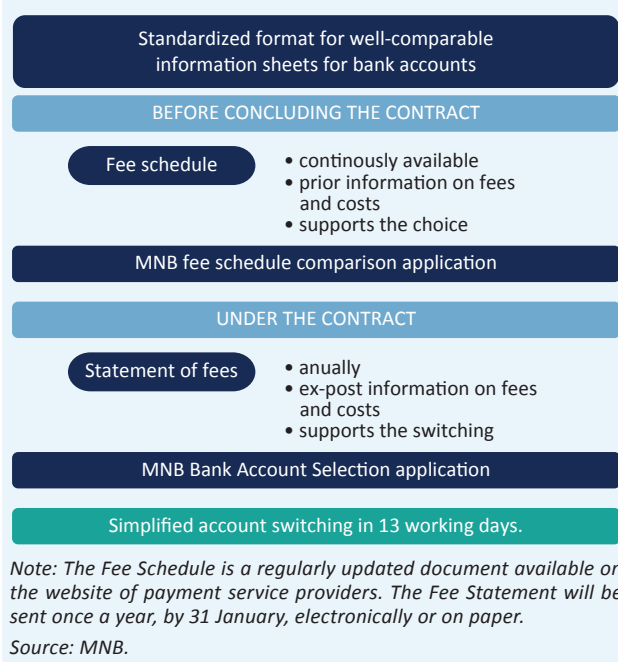 Standardized format for well-comparable
information sheets for bank accounts
BEFORE CONCLUDING THE CONTRACT
Fee schedule
• continously available
• prior information on fees
and costs
• supports the choice
MNB fee schedule comparison application
UNDER THE CONTRACT
Statement of fees
• anually
• ex-post information on fees
and costs
• supports the switching
MNB Bank Account Selection application
Simplified account switching in 13 working days.
Note: The Fee Schedule is a regularly updated document available on
the website of payment service providers. The Fee Statement will be
sent once a year, by 31 January, electronically or on paper.
Source: MNB.